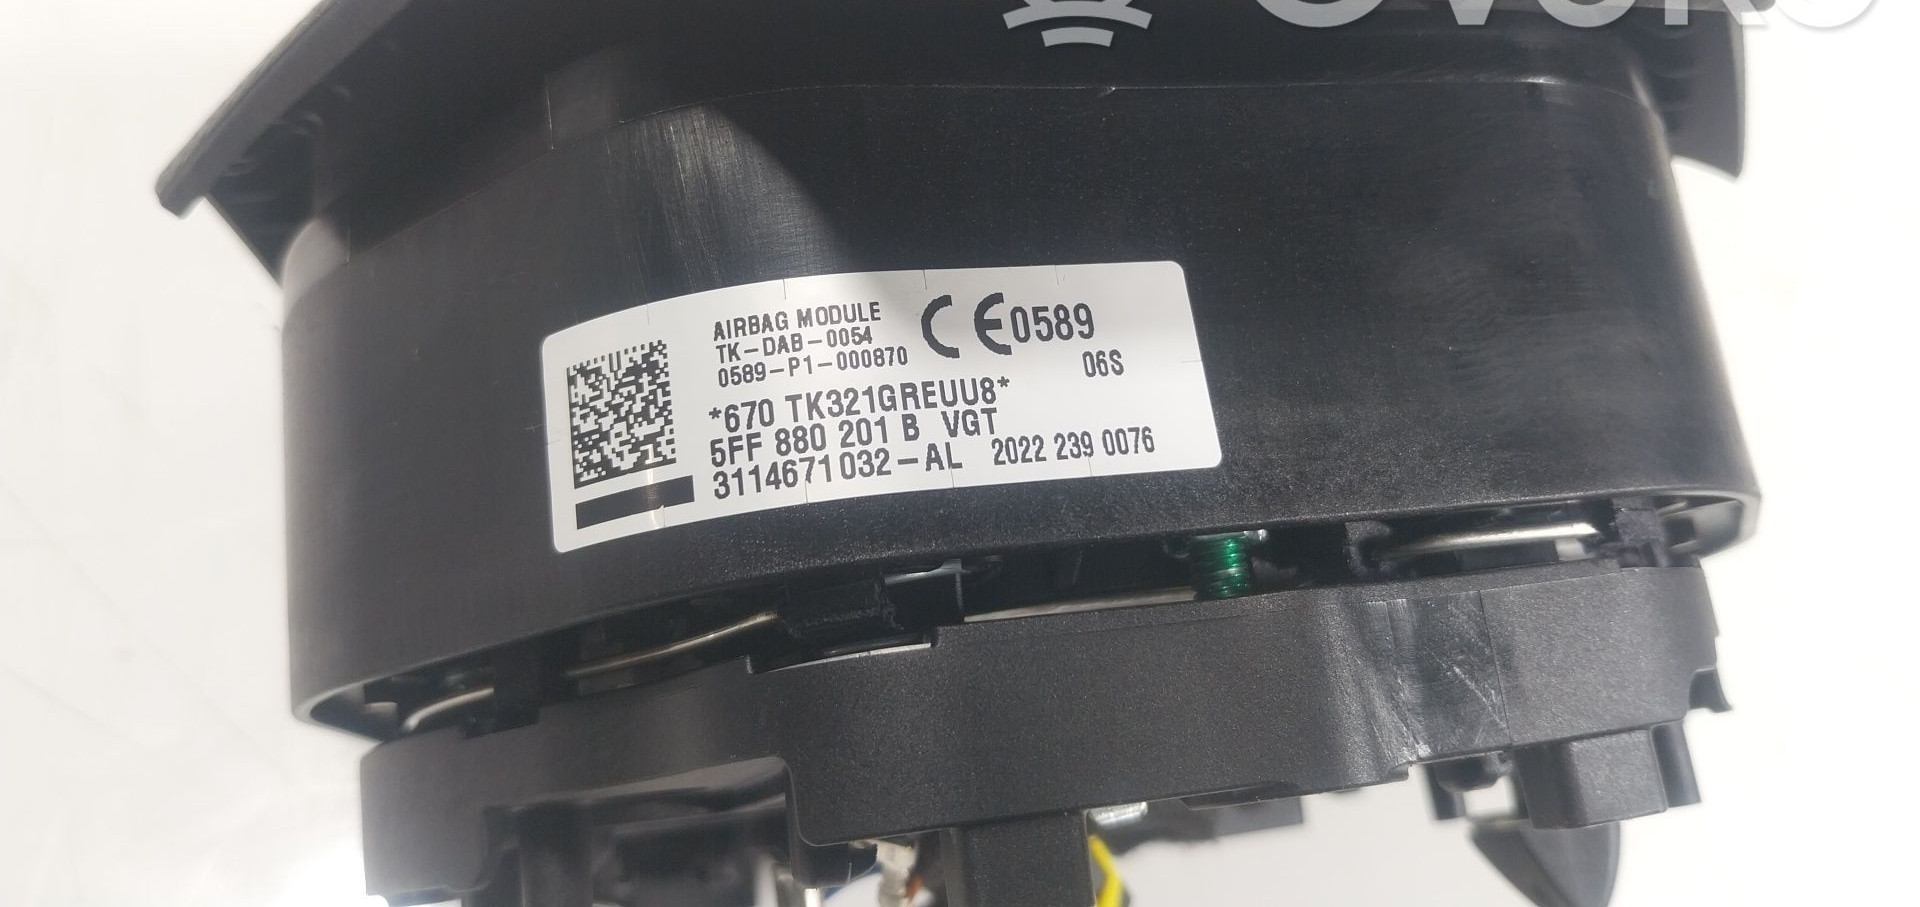 AIRBAG MODULE
TK-DAB-0054
0589-P1-000870
CE0589
06S
*670 TK321GREUU8*
5FF 880 201 B VGT
3114671032-AL 2022 239 0076